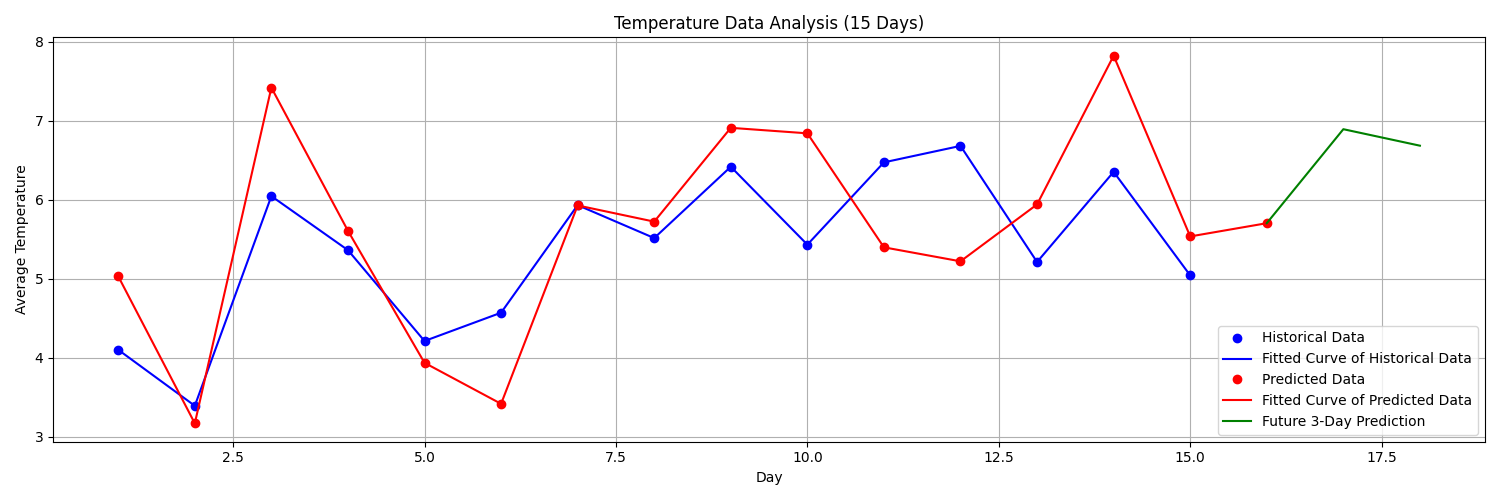 Temperature Data Analysis (15 Days)
Average Temperature
8
7
6
5
4
3
2.5
5.0
7.5
10.0
12.5
15.0
17.5
Day
Historical Data
Fitted Curve of Historical Data
Predicted Data
Fitted Curve of Predicted Data
Future 3-Day Prediction